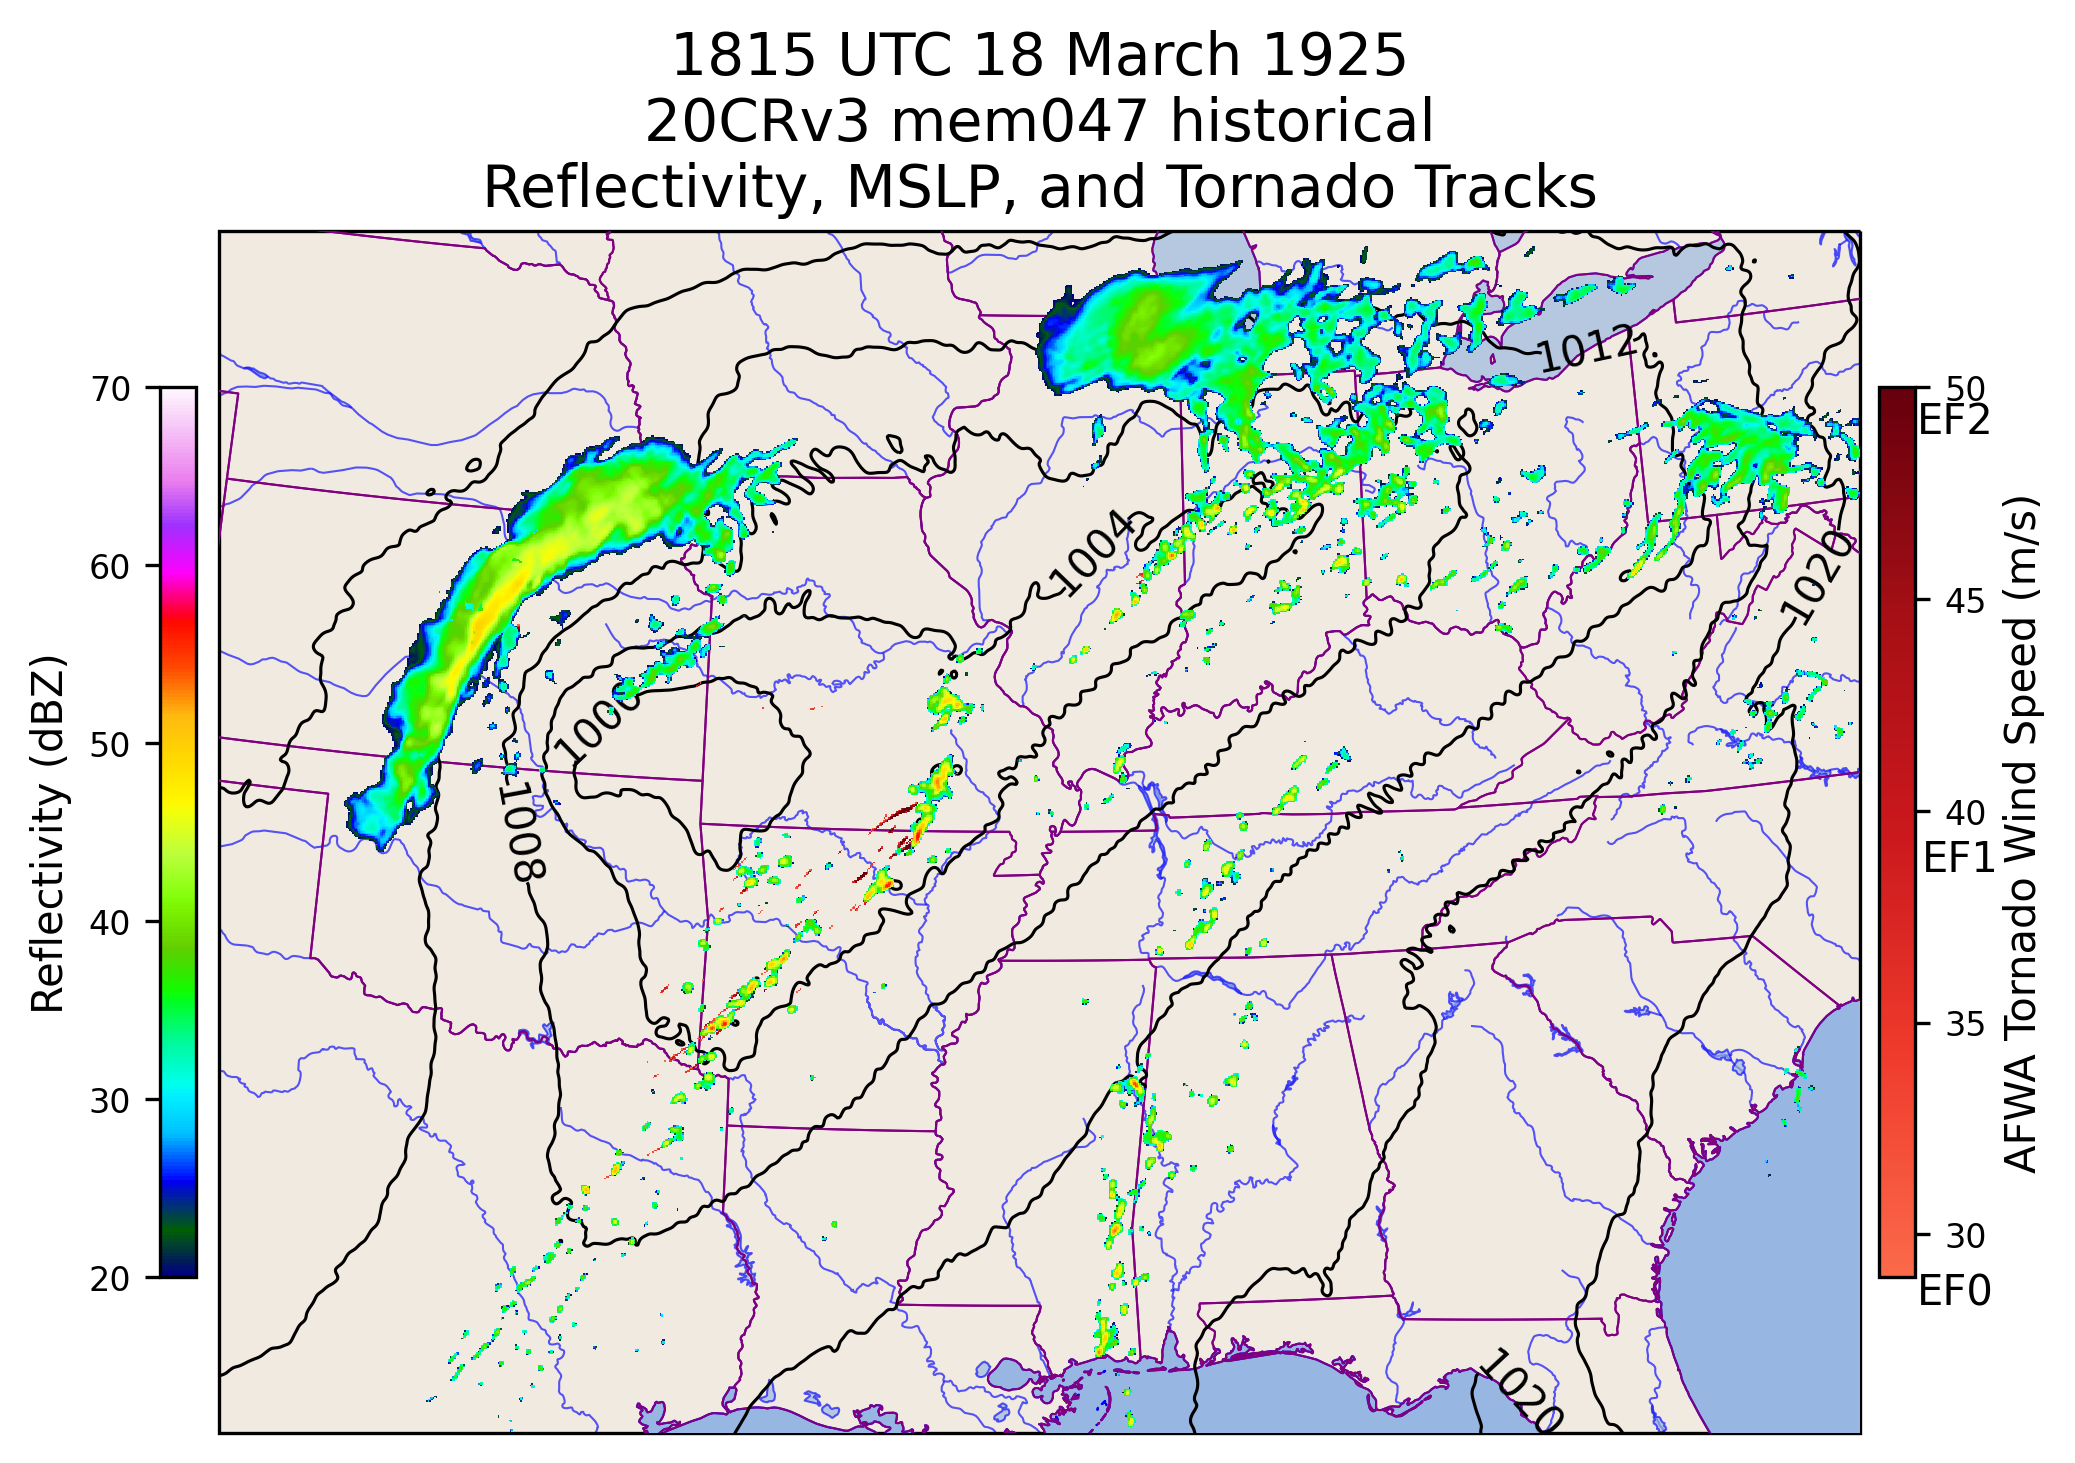 1815 UTC 18 March 1925
20CRv3 mem047 historical
Reflectivity, MSLP, and Tornado Tracks
70
60
50
40
30
20
Reflectivity (dBZ)
1012
1004
1000
1008
1020
1020
50
EF2
45
40
EF1
35
30
EF0
AFWA Tornado Wind Speed (m/s)